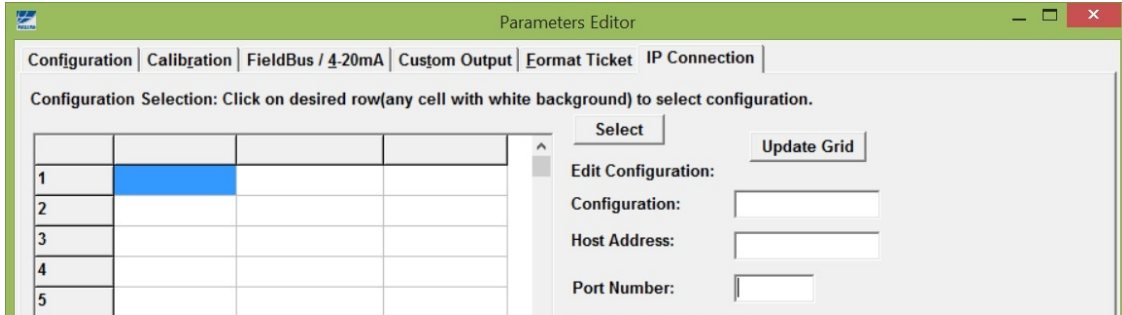 Parameters Editor
Configuration Calibration FieldBus / 4-20mA Custom Output Format Ticket IP Connection
Configuration Selection: Click on desired row(any cell with white background) to select configuration.
Select
Update Grid
Edit Configuration:
Configuration:
Host Address:
Port Number:
1
2
3
4
5